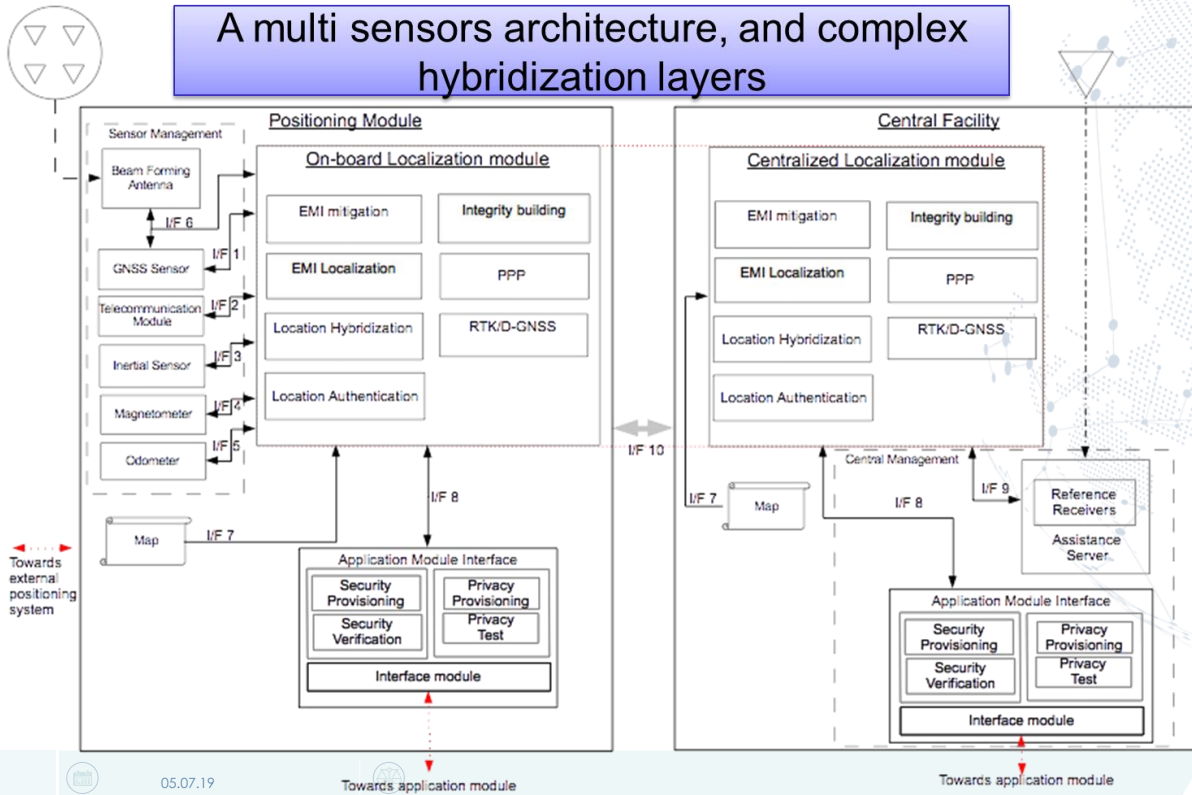 A multi sensors architecture, and complex
hybridization layers
Positioning Module
Sensor Management
Beam Forming
Antenna
I/F 6
I/F 1
GNSS Sensor
I/F 2
Telecommunication
Module
I/F 3
Inertial Sensor
I/F 4
Magnetometer
I/F 5
Odometer
On-board Localization module
EMI mitigation
Integrity building
EMI Localization
PPP
Location Hybridization
RTK/D-GNSS
Location Authentication
Map
I/F 7
I/F 8
Application Module Interface
Security
Provisioning
Privacy
Provisioning
Security
Verification
Privacy
Test
Interface module
Towards
external
positioning
system
Towards application module
I/F 10
Central Facility
Centralized Localization module
EMI mitigation
Integrity building
EMI Localization
PPP
Location Hybridization
RTK/D-GNSS
Location Authentication
Central Management
I/F 7
Map
I/F 8
I/F 9
Reference
Receivers
Assistance
Server
Application Module Interface
Security
Provisioning
Privacy
Provisioning
Security
Verification
Privacy
Test
Interface module
Towards application module
05.07.19